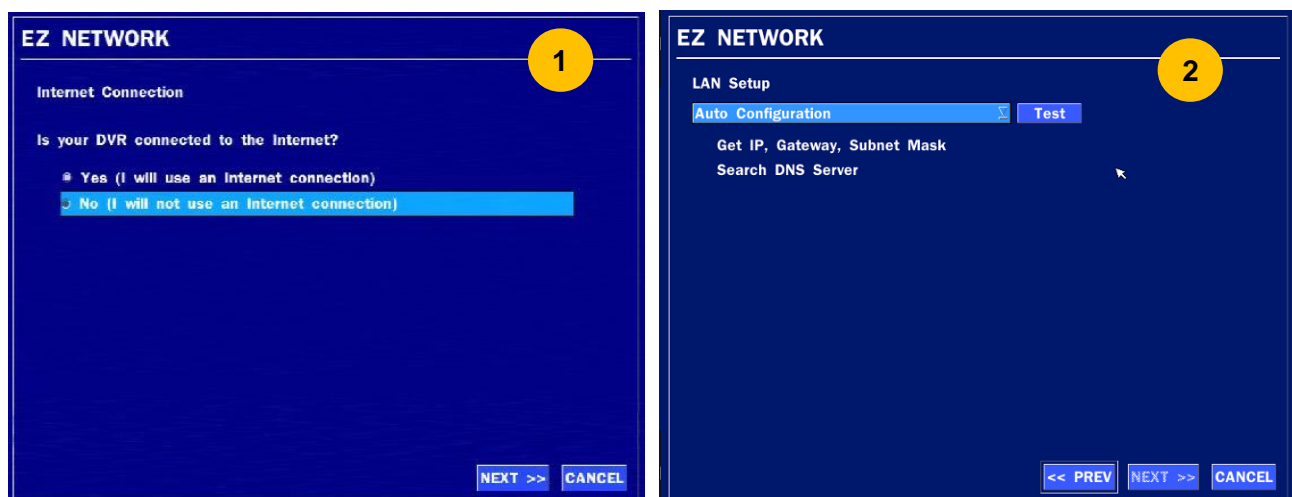 EZ NETWORK
1
Internet Connection
Is your DVR connected to the Internet?
Yes (I will use an Internet connection)
No (I will not use an Internet connection)
NEXT >> CANCEL
EZ NETWORK
2
LAN Setup
Auto Configuration Test
Get IP, Gateway, Subnet Mask
Search DNS Server
<< PREV NEXT >> CANCEL